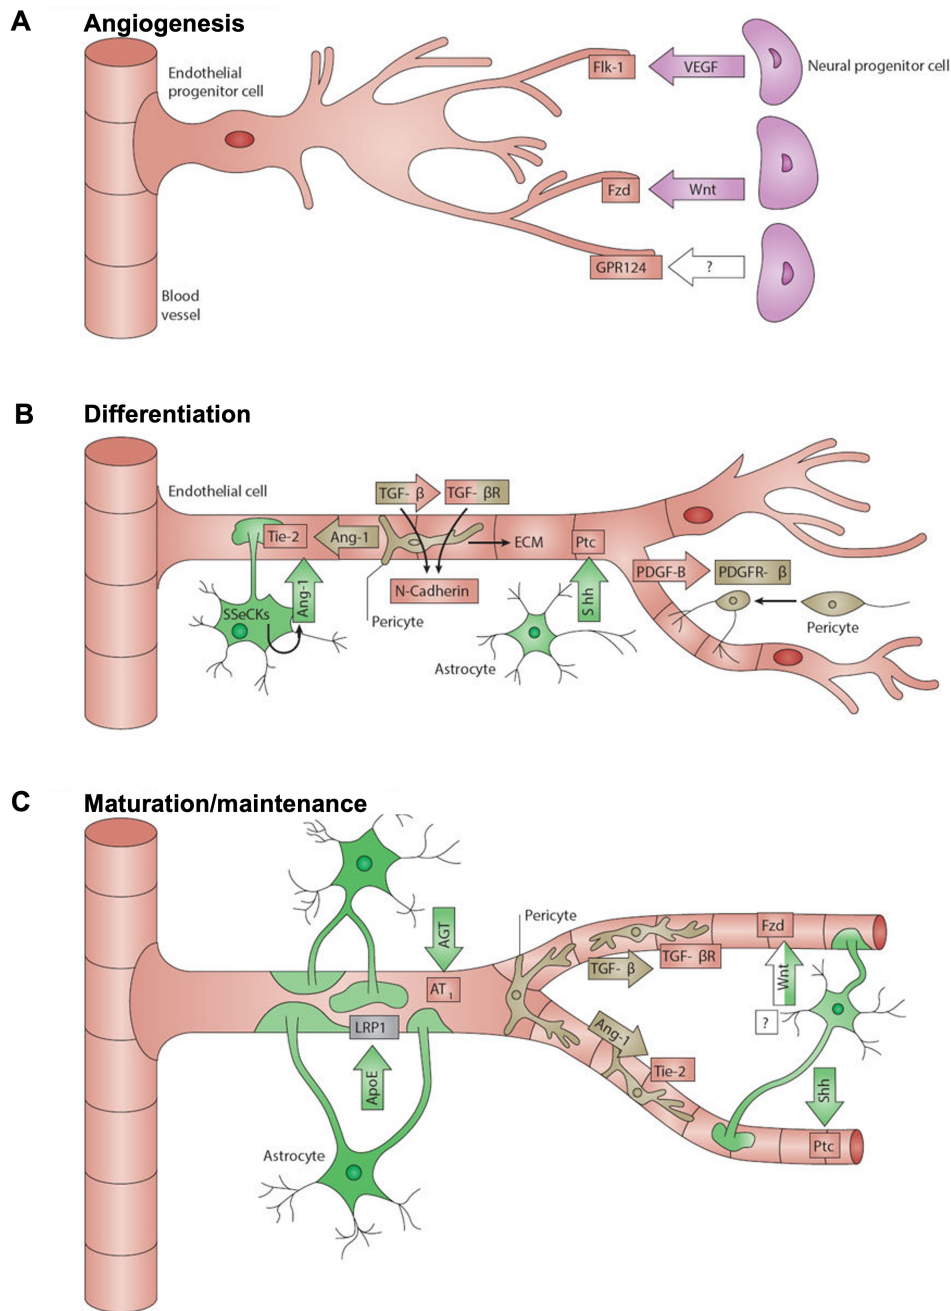 A Angiogenesis
Endothelial
progenitor cell
Flk-1
VEGF
Neural progenitor cell
Fzd
Wnt
GPR124
?
Blood
vessel
B Differentiation
Endothelial cell
TGF- β
TGF- βR
Tie-2
Ang-1
ECM
Ptc
PDGF-B
PDGFR- β
N-Cadherin
Ang-1
Shh
SSeCKs
Pericyte
Pericyte
Astrocyte
C Maturation/maintenance
AGT
Pericyte
Fzd
TGF- β
TGF- βR
AT1
Wnt
LRP1
?
Ang-1
Tie-2
ApoE
Shh
Ptc
Astrocyte